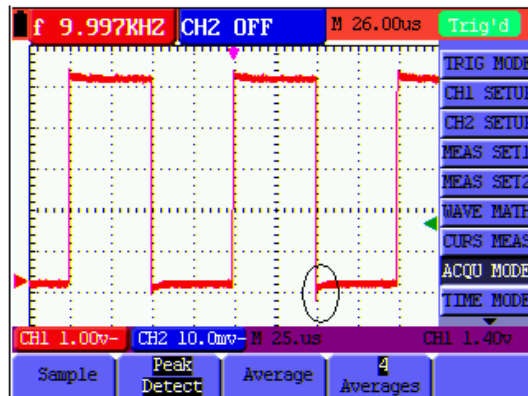 f 9.997KHZ CH2 OFF M 26.00us Trig'd
TRIG MODE
CH1 SETUP
CH2 SETUP
MEAS SET1
MEAS SET2
WAVE MATH
CURS MEAS
ACQU MODE
TIME MODE
CH1 1.00v- CH2 10.0mv- M 25.us CH1 1.40v
Sample Peak Detect Average 4 Averages